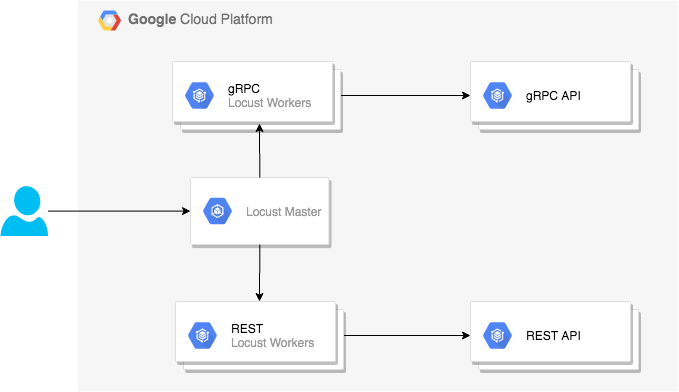 Google Cloud Platform
gRPC
Locust Workers
gRPC API
Locust Master
REST
Locust Workers
REST API